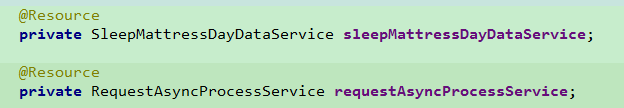 @Resource
private SleepMattressDayDataService sleepMattressDayDataService;
@Resource
private RequestAsyncProcessService requestAsyncProcessService;